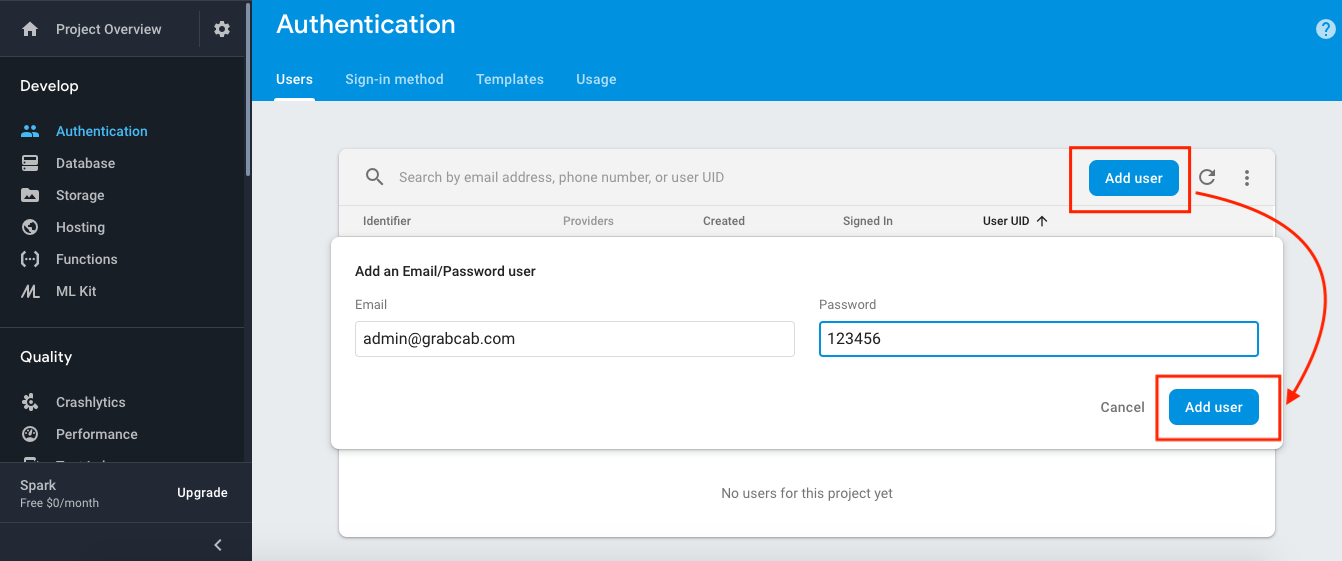 Project Overview
Develop
Authentication
Database
Storage
Hosting
Functions
ML Kit
Quality
Crashlytics
Performance
Spark
Free $0/month
Upgrade
Authentication
Users Sign-in method Templates Usage
Search by email address, phone number, or user UID
Add user
Identifier Providers Created Signed In User UID
Add an Email/Password user
Email
admin@grabcab.com
Password
123456
Cancel Add user
No users for this project yet